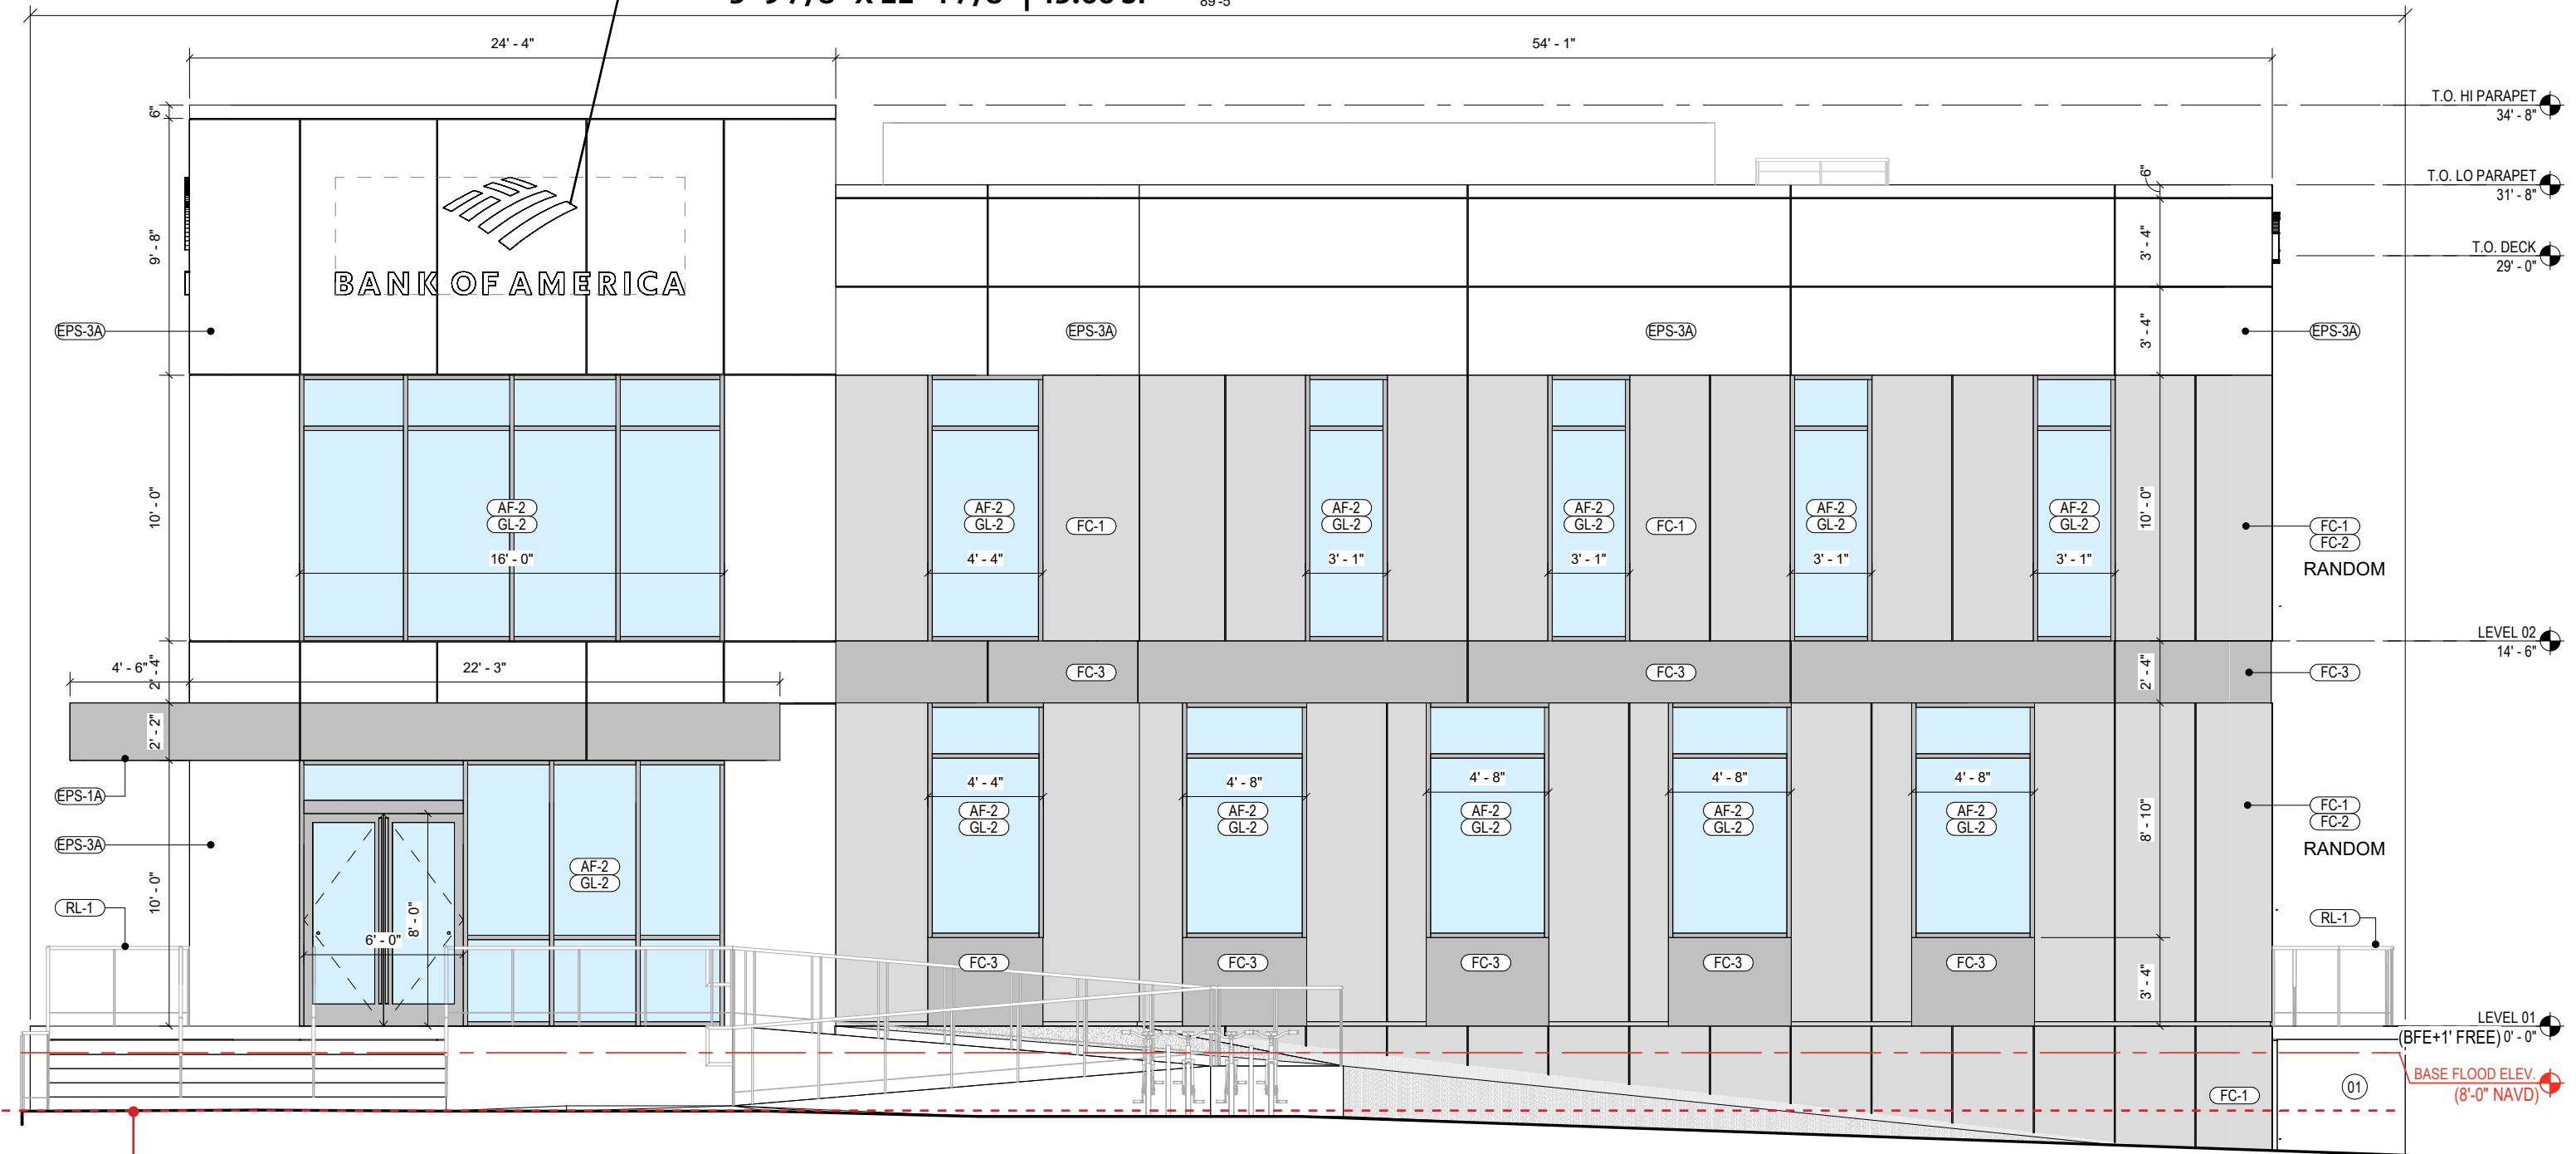 89'-5"
24' - 4"
54' - 1"
6"
T.O. HI PARAPET
34' - 8"
T.O. LO PARAPET
31' - 8"
6"
9' - 8"
3' - 4"
T.O. DECK
29' - 0"
BANK OF AMERICA
EPS-3A
EPS-3A
EPS-3A
3' - 4"
EPS-3A
10' - 0"
AF-2
GL-2
16' - 0"
AF-2
GL-2
4' - 4"
FC-1
AF-2
GL-2
3' - 1"
AF-2
GL-2
3' - 1"
FC-1
AF-2
GL-2
3' - 1"
AF-2
GL-2
3' - 1"
10' - 0"
FC-1
FC-2
RANDOM
LEVEL 02
14' - 6"
4' - 6"
2' - 4"
22' - 3"
FC-3
FC-3
2' - 4"
FC-3
2' - 2"
EPS-1A
EPS-3A
RL-1
10' - 0"
6' - 0"
8' - 0"
AF-2
GL-2
4' - 4"
AF-2
GL-2
4' - 8"
AF-2
GL-2
4' - 8"
AF-2
GL-2
4' - 8"
AF-2
GL-2
4' - 8"
AF-2
GL-2
8' - 10"
FC-1
FC-2
RANDOM
RL-1
FC-3
FC-3
FC-3
FC-3
FC-3
3' - 4"
LEVEL 01
(BFE+1' FREE) 0' - 0"
BASE FLOOD ELEV.
(8'-0" NAVD)
FC-1
01